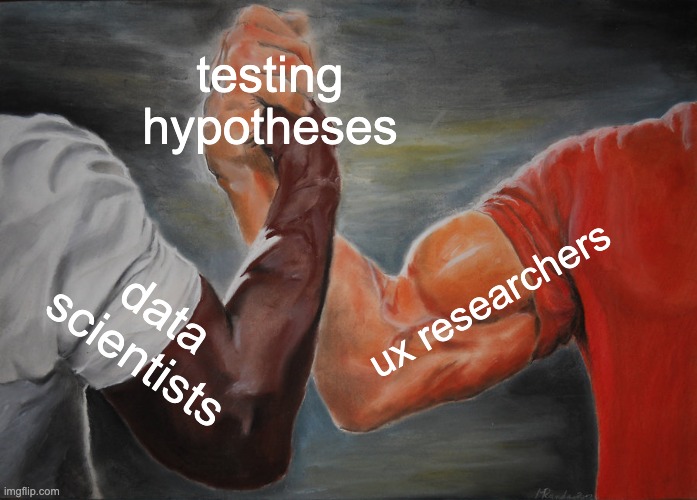 testing
hypotheses
data
scientists
ux researchers
imgflip.com